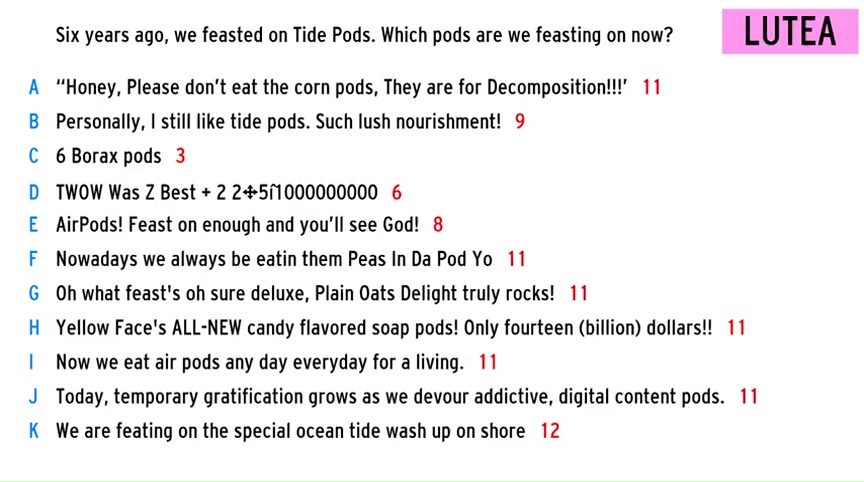 Six years ago, we feasted on Tide Pods. Which pods are we feasting on now?
LUTEA
A “Honey, Please don’t eat the corn pods, They are for Decomposition!!!’ 11
B Personally, I still like tide pods. Such lush nourishment! 9
C 6 Borax pods 3
D TWOW Was Z Best + 2 2✢5ſ1000000000 6
E AirPods! Feast on enough and you’ll see God! 8
F Nowadays we always be eatin them Peas In Da Pod Yo 11
G Oh what feast's oh sure deluxe, Plain Oats Delight truly rocks! 11
H Yellow Face's ALL-NEW candy flavored soap pods! Only fourteen (billion) dollars!! 11
I Now we eat air pods any day everyday for a living. 11
J Today, temporary gratification grows as we devour addictive, digital content pods. 11
K We are feating on the special ocean tide wash up on shore 12